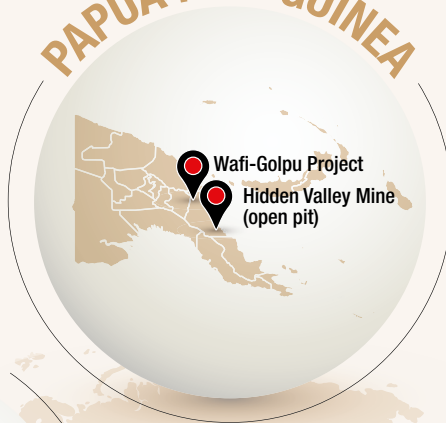 PAPUA GUINEA
Wafi-Golpu Project
Hidden Valley Mine
(open pit)